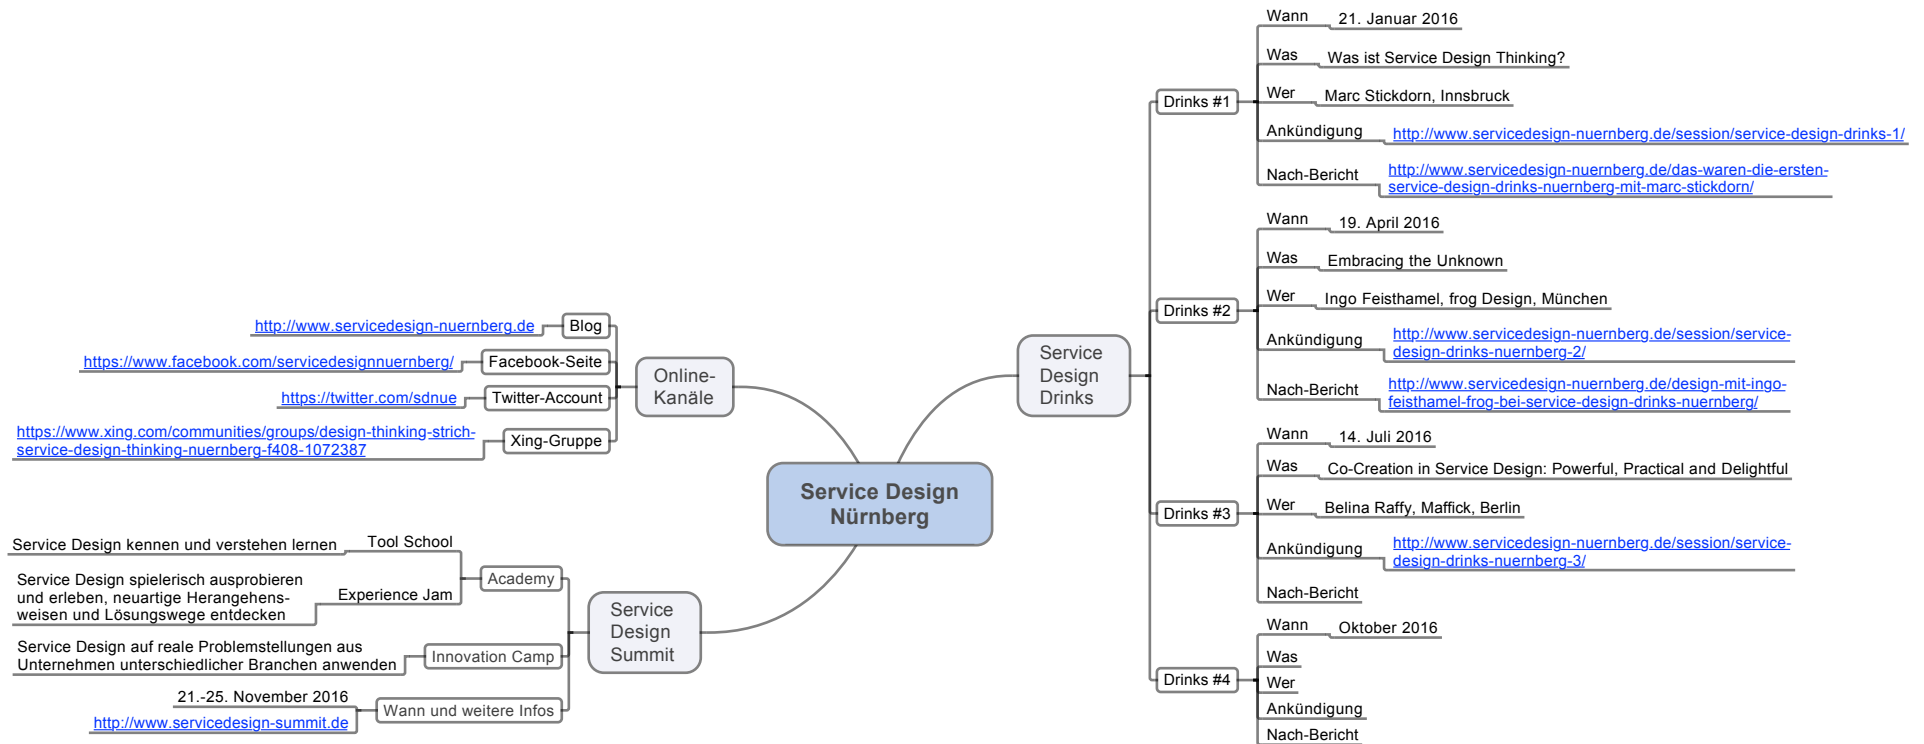 Service Design
Nürnberg
Online-
Kanäle
Blog
http://www.servicedesign-nuernberg.de
Facebook-Seite
https://www.facebook.com/servicedesignnuernberg/
Twitter-Account
https://twitter.com/sdnue
Xing-Gruppe
https://www.xing.com/communities/groups/design-thinking-strich-
service-design-thinking-nuernberg-f408-1072387
Service
Design
Summit
Academy
Tool School
Service Design kennen und verstehen lernen
Experience Jam
Service Design spielerisch ausprobieren
und erleben, neuartige Herangehens-
weisen und Lösungswege entdecken
Innovation Camp
Service Design auf reale Problemstellungen aus
Unternehmen unterschiedlicher Branchen anwenden
Wann und weitere Infos
21.-25. November 2016
http://www.servicedesign-summit.de
Service
Design
Drinks
Drinks #1
Wann
21. Januar 2016
Was
Was ist Service Design Thinking?
Wer
Marc Stickdorn, Innsbruck
Ankündigung
http://www.servicedesign-nuernberg.de/session/service-design-drinks-1/
Nach-Bericht
http://www.servicedesign-nuernberg.de/das-waren-die-ersten-
service-design-drinks-nuernberg-mit-marc-stickdorn/
Drinks #2
Wann
19. April 2016
Was
Embracing the Unknown
Wer
Ingo Feisthamel, frog Design, München
Ankündigung
http://www.servicedesign-nuernberg.de/session/service-
design-drinks-nuernberg-2/
Nach-Bericht
http://www.servicedesign-nuernberg.de/design-mit-ingo-
feisthamel-frog-bei-service-design-drinks-nuernberg/
Drinks #3
Wann
14. Juli 2016
Was
Co-Creation in Service Design: Powerful, Practical and Delightful
Wer
Belina Raffy, Maffick, Berlin
Ankündigung
http://www.servicedesign-nuernberg.de/session/service-
design-drinks-nuernberg-3/
Nach-Bericht
Drinks #4
Wann
Oktober 2016
Was
Wer
Ankündigung
Nach-Bericht